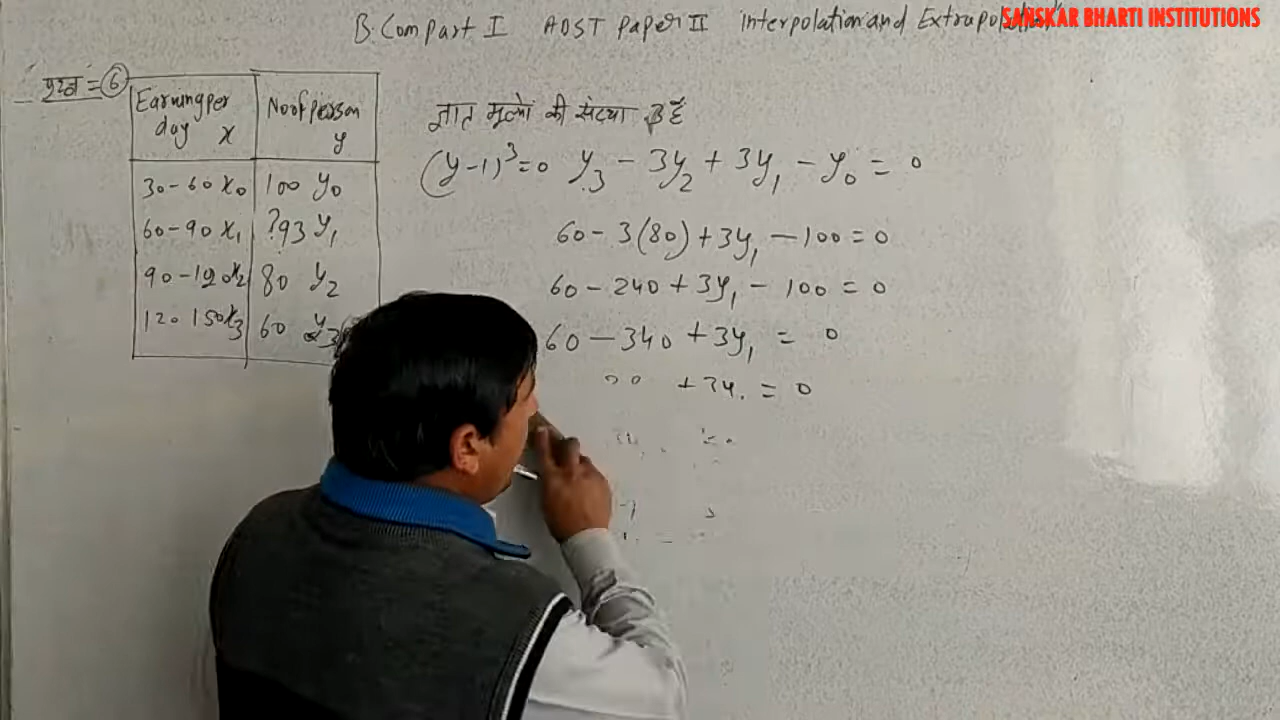 B.Com Part I AOST Paper II Interpolation and
SANSKAR BHARTI INSTITUTIONS
प्रश्न = 6
Earning per day x No of person y
30-60 x₀ 100 y₀
60-90 x₁ ?93 y₁
90-120 x₂ 80 y₂
120 150 x₃ 60 y₃
ज्ञात मूल्यों की संख्या 3 है
(y-1)³=0 y₃ - 3y₂ + 3y₁ - y₀ = 0
60 - 3(80) + 3y₁ - 100 = 0
60 - 240 + 3y₁ - 100 = 0
60 - 340 + 3y₁ = 0
= 0